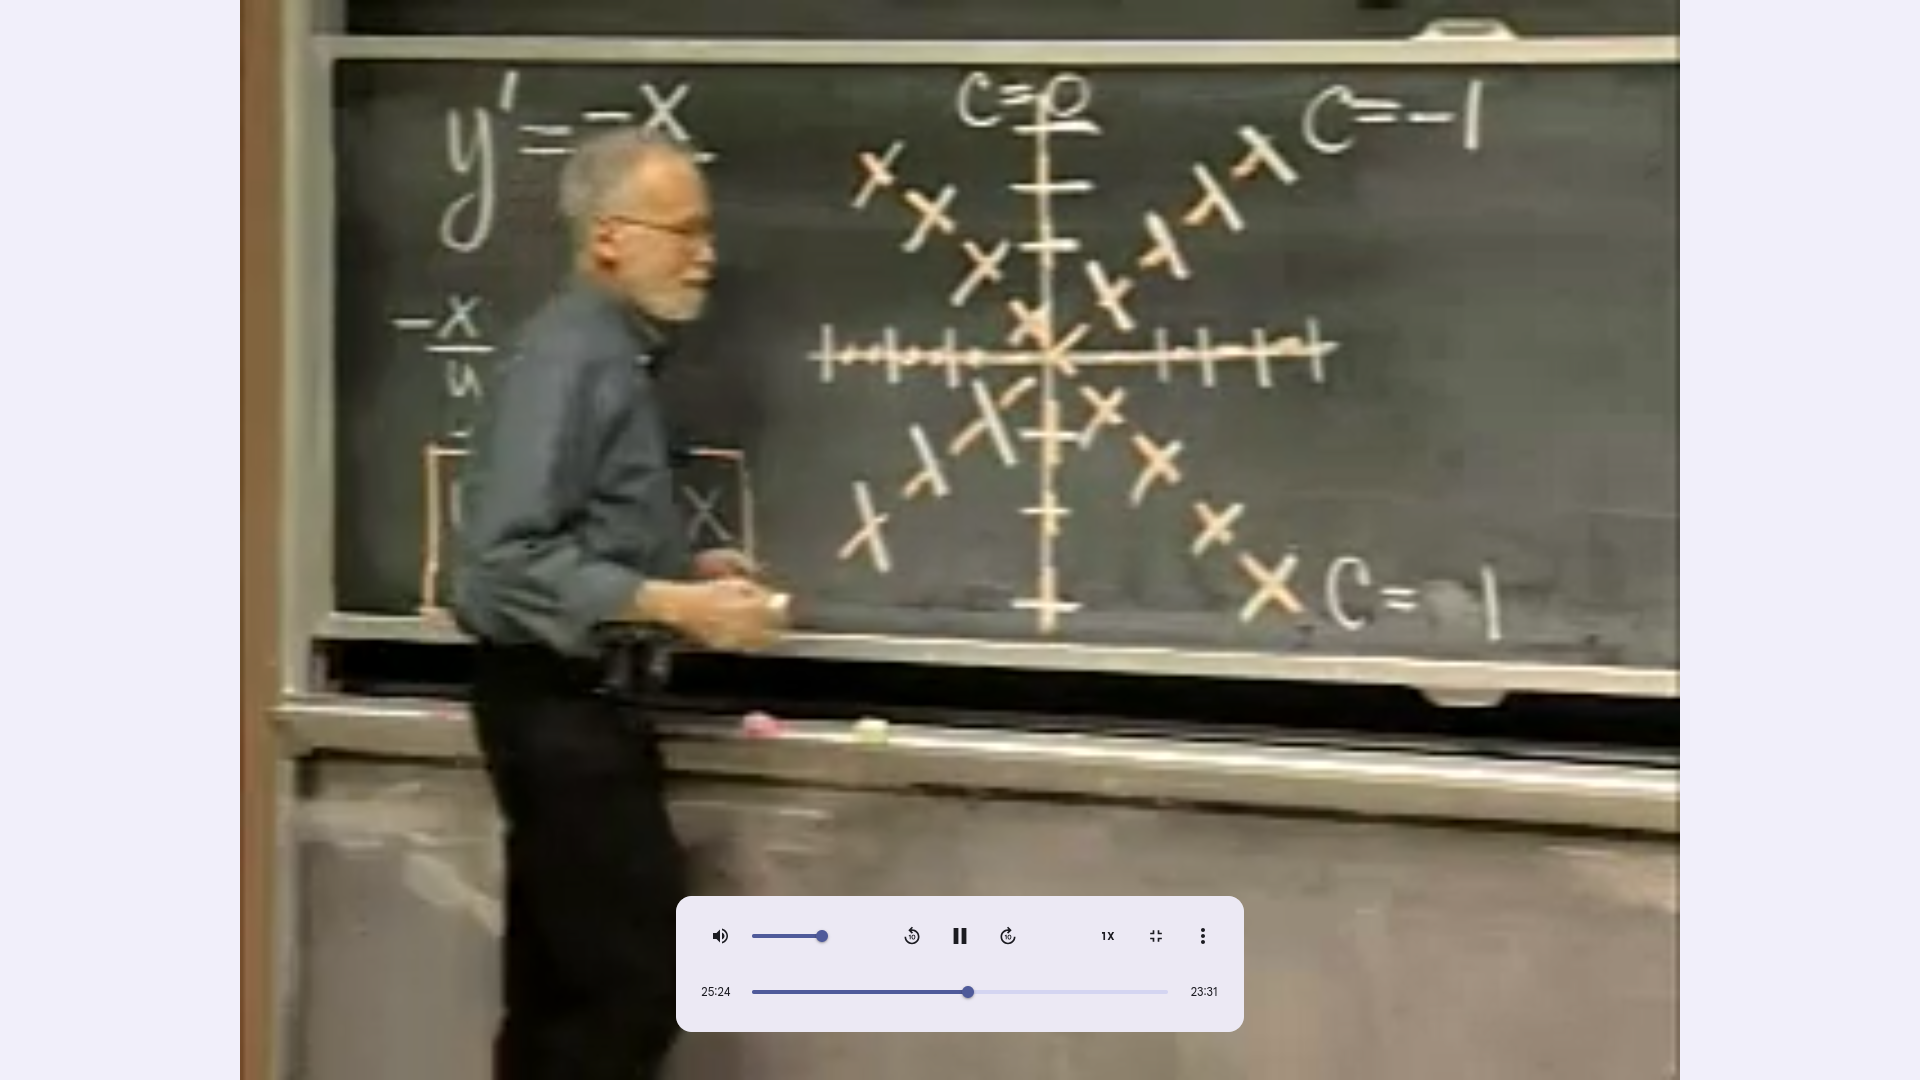 y' = -x
C=0
C=-1
-x
y
x
C= 1
1X
25:24
23:31